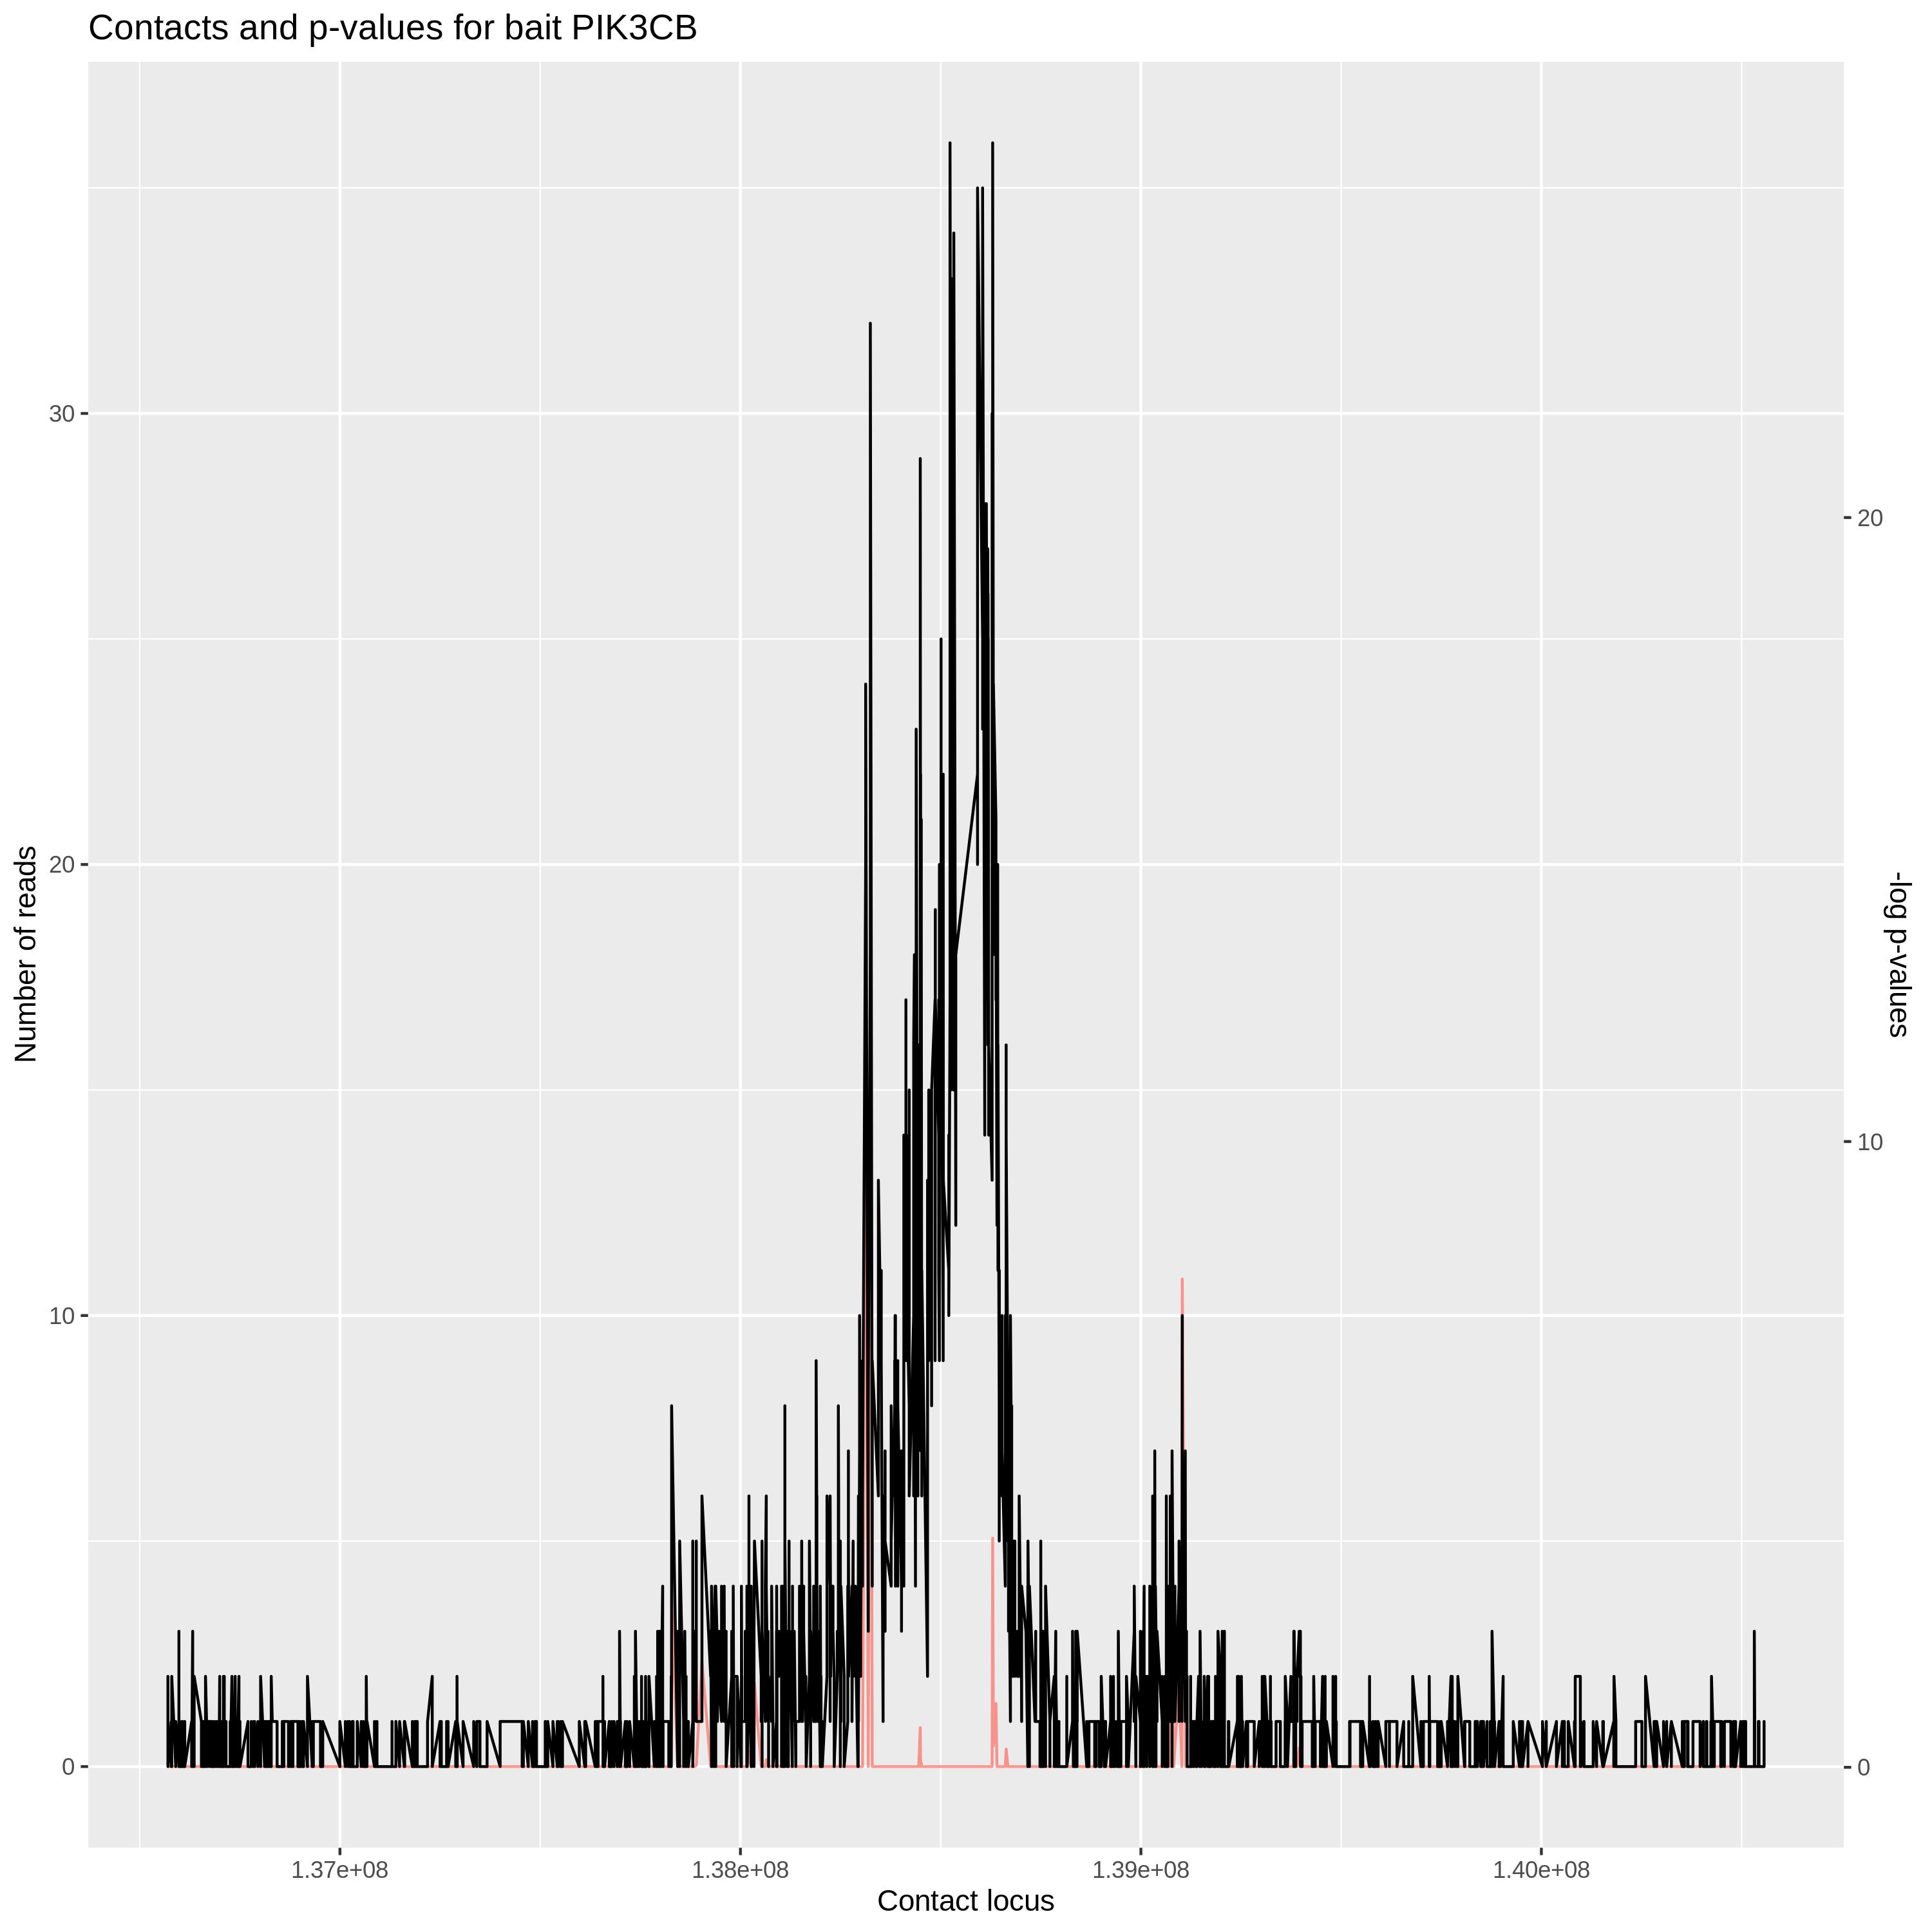 Contacts and p-values for bait PIK3CB
Number of reads
30
20
10
0
-log p-values
20
10
0
1.37e+08 1.38e+08 1.39e+08 1.40e+08
Contact locus